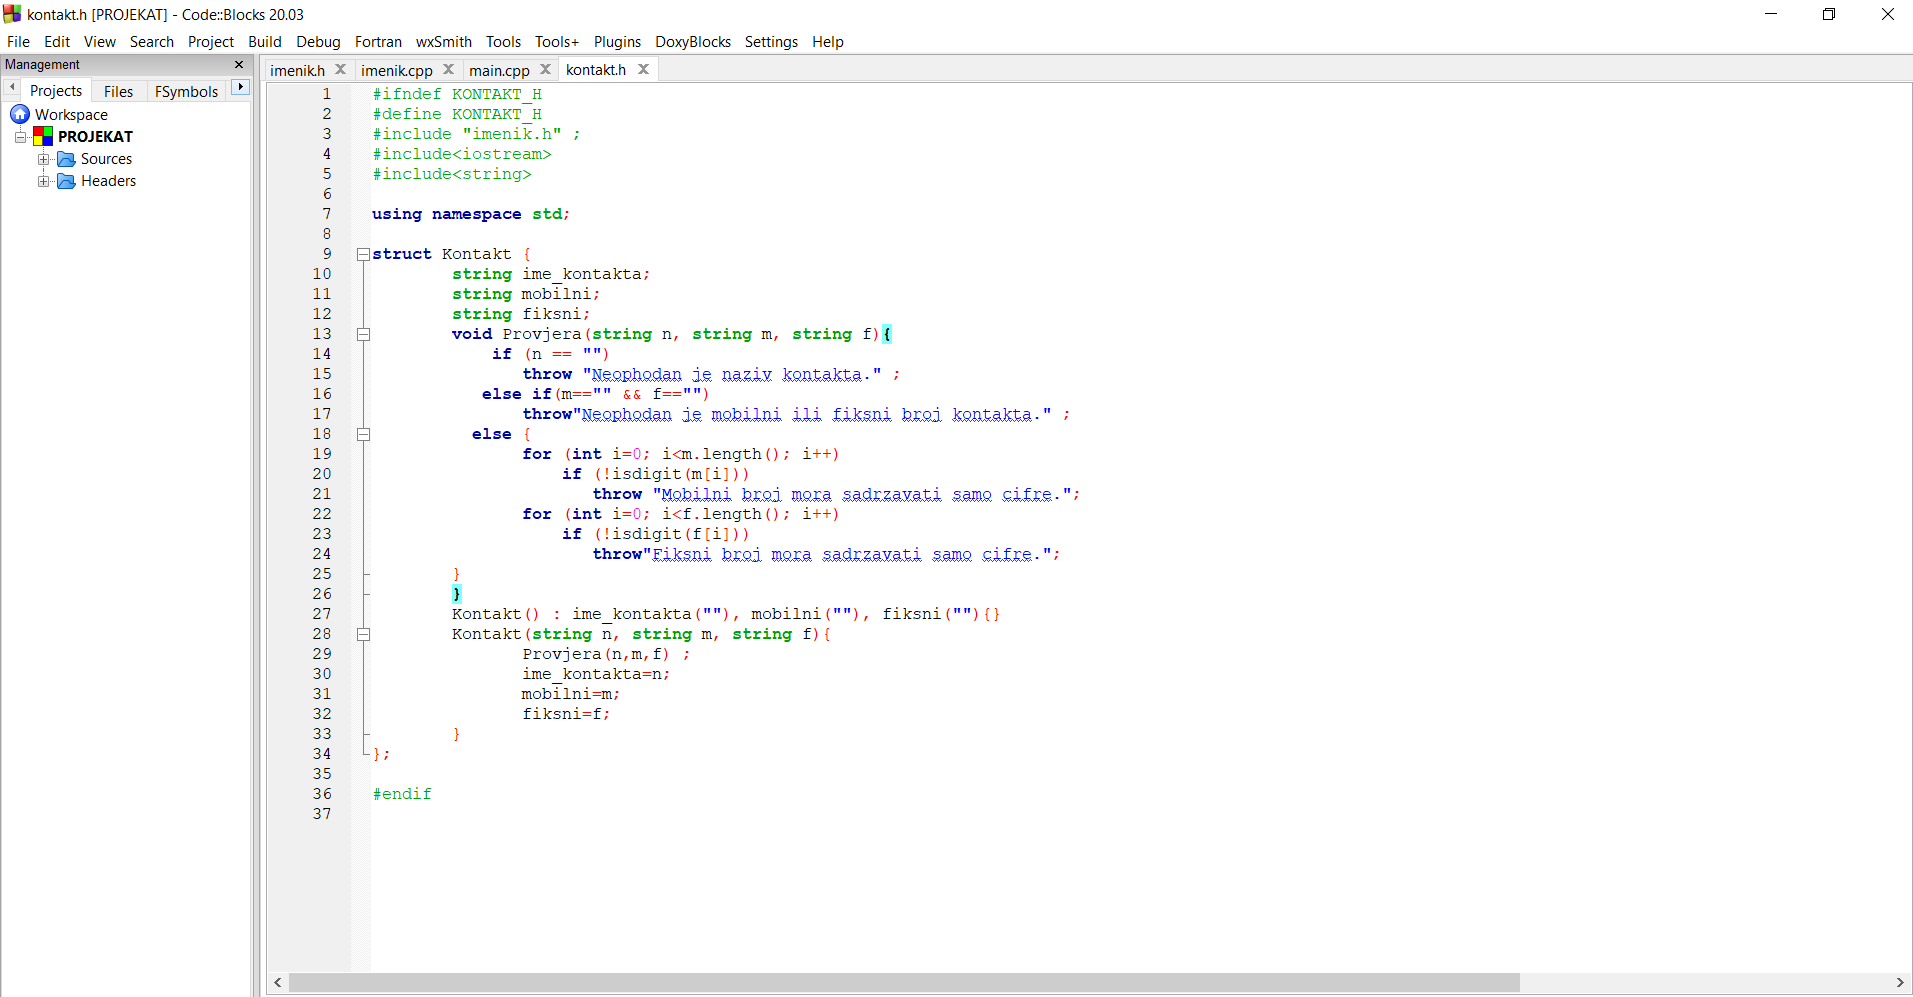 kontakt.h [PROJEKAT] - Code::Blocks 20.03
File Edit View Search Project Build Debug Fortran wxSmith Tools Tools+ Plugins DoxyBlocks Settings Help
Management
imenik.h imenik.cpp main.cpp kontakt.h
Projects Files FSymbols
Workspace
PROJEKAT
Sources
Headers
1 #ifndef KONTAKT_H
2 #define KONTAKT_H
3 #include "imenik.h" ;
4 #include<iostream>
5 #include<string>
6
7 using namespace std;
8
9 struct Kontakt {
10 string ime_kontakta;
11 string mobilni;
12 string fiksni;
13 void Provjera(string n, string m, string f){
14 if (n == "")
15 throw "Neophodan je naziv kontakta." ;
16 else if(m=="" && f=="")
17 throw"Neophodan je mobilni ili fiksni broj kontakta." ;
18 else {
19 for (int i=0; i<m.length(); i++)
20 if (!isdigit(m[i]))
21 throw "Mobilni broj mora sadrzavati samo cifre.";
22 for (int i=0; i<f.length(); i++)
23 if (!isdigit(f[i]))
24 throw"Fiksni broj mora sadrzavati samo cifre.";
25 }
26 }
27 Kontakt() : ime_kontakta(""), mobilni(""), fiksni(""){}
28 Kontakt(string n, string m, string f){
29 Provjera(n,m,f) ;
30 ime_kontakta=n;
31 mobilni=m;
32 fiksni=f;
33 }
34 };
35
36 #endif
37